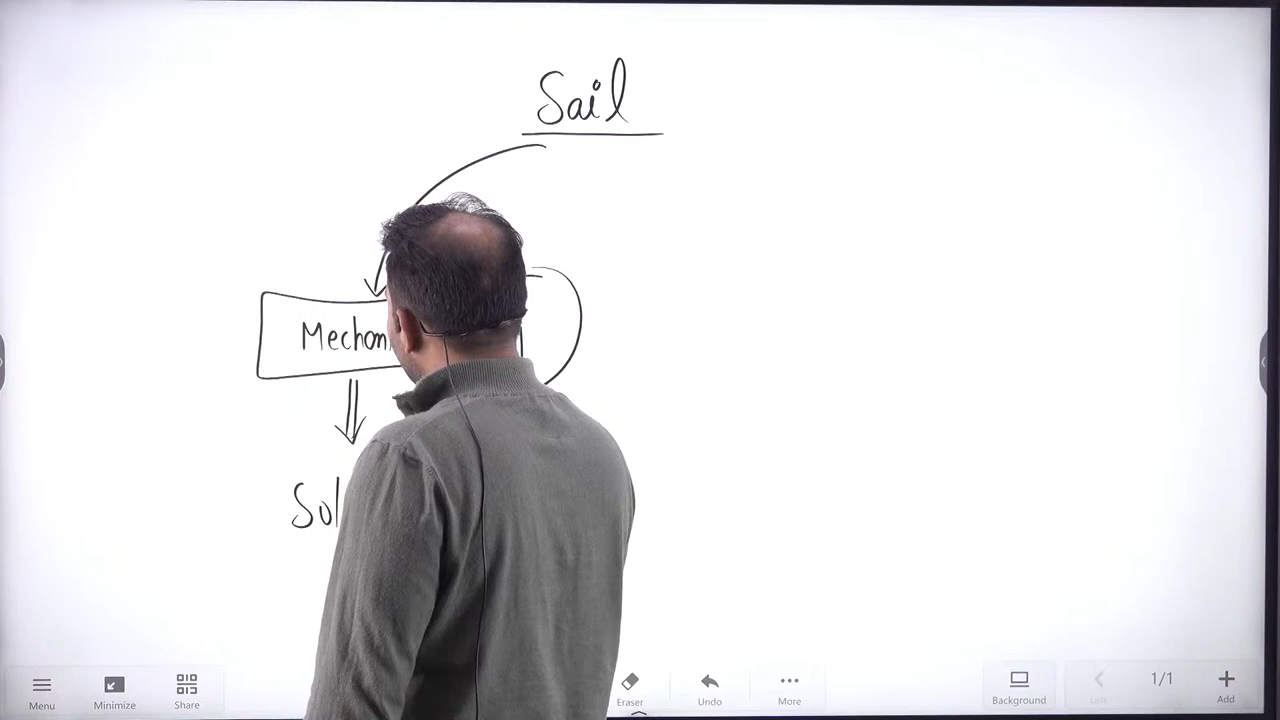 Sail
Mechan
Sol
Menu
Minimize
Share
Eraser
Undo
More
Background
1/1
Add